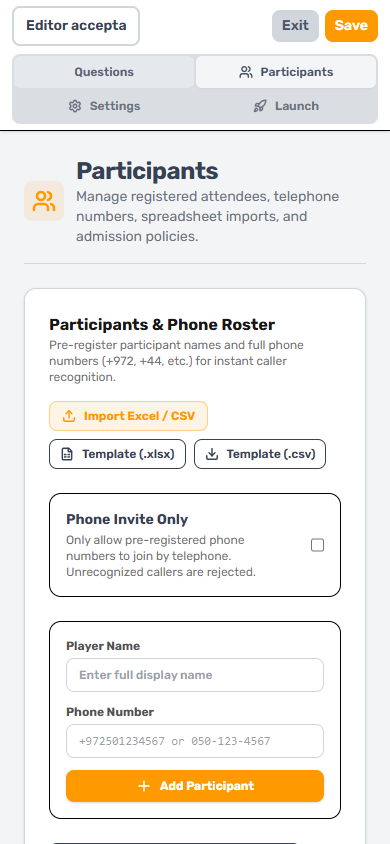 Editor accepta
Exit
Save
Questions
Participants
Settings
Launch
Participants
Manage registered attendees, telephone
numbers, spreadsheet imports, and
admission policies.
Participants & Phone Roster
Pre-register participant names and full phone
numbers (+972, +44, etc.) for instant caller
recognition.
Import Excel / CSV
Template (.xlsx)
Template (.csv)
Phone Invite Only
Only allow pre-registered phone
numbers to join by telephone.
Unrecognized callers are rejected.
Player Name
Enter full display name
Phone Number
+972501234567 or 050-123-4567
Add Participant